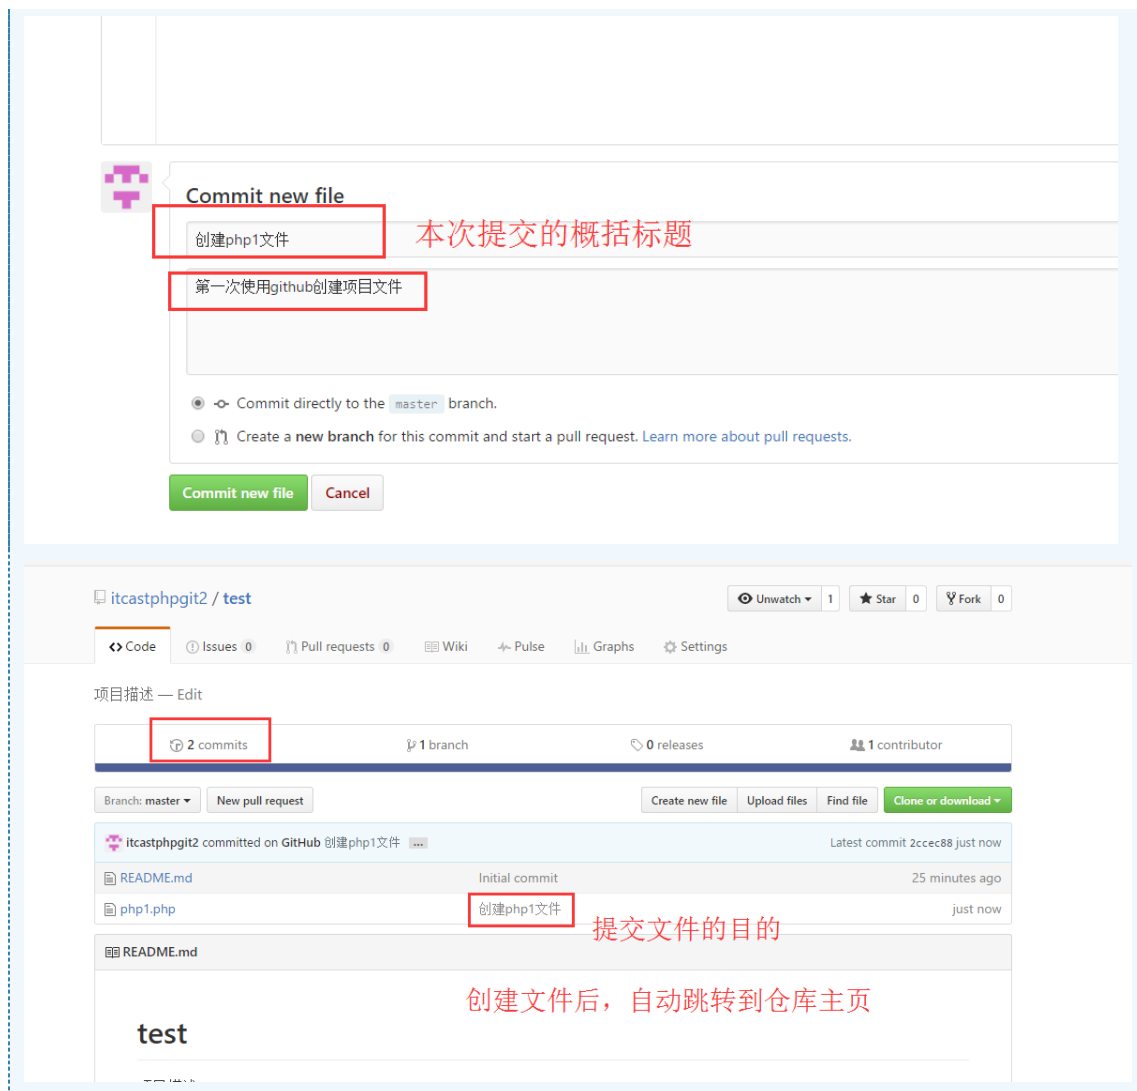 Commit new file
创建php1文件
本次提交的概括标题
第一次使用github创建项目文件
Commit directly to the master branch.
Create a new branch for this commit and start a pull request. Learn more about pull requests.
Commit new file Cancel
itcastphpgit2 / test
Unwatch 1 Star 0 Fork 0
Code Issues 0 Pull requests 0 Wiki Pulse Graphs Settings
项目描述 — Edit
2 commits 1 branch 0 releases 1 contributor
Branch: master New pull request Create new file Upload files Find file Clone or download
itcastphpgit2 committed on GitHub 创建php1文件 ... Latest commit 2ccec88 just now
README.md Initial commit 25 minutes ago
php1.php 创建php1文件 just now
提交文件的目的
README.md
创建文件后，自动跳转到仓库主页
test